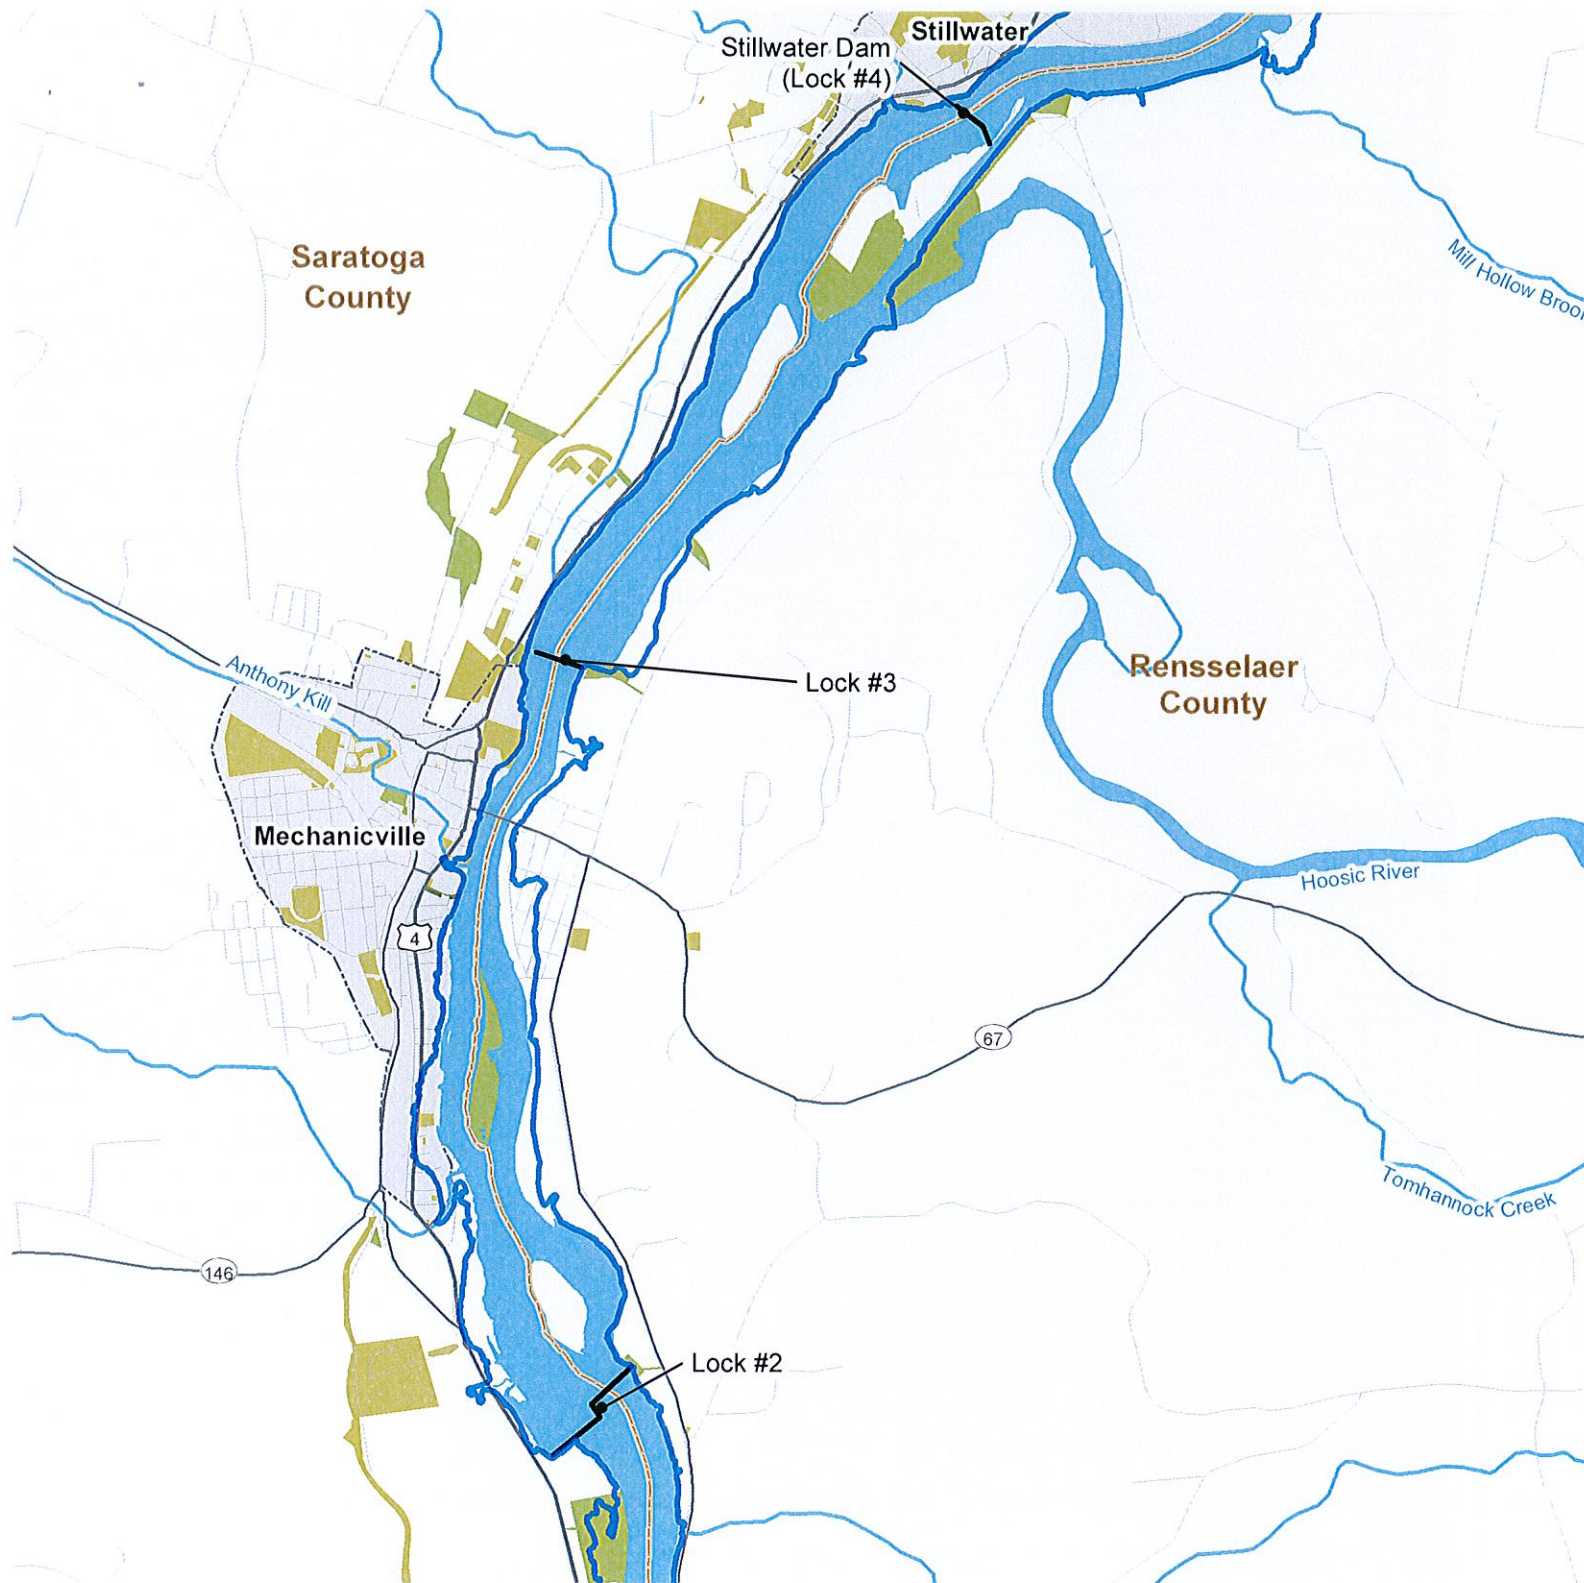 Stillwater
Stillwater Dam
(Lock #4)
Saratoga
County
Mill Hollow Brook
Lock #3
Rensselaer
County
Anthony Kill
Mechanicville
Hoosic River
4
67
Tomhannock Creek
146
Lock #2